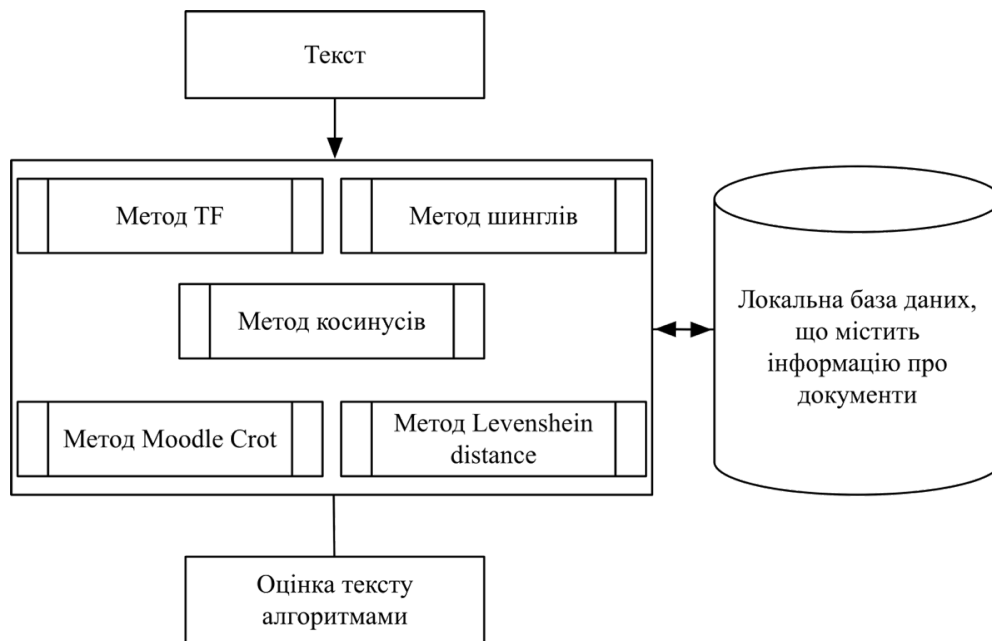 Текст
Метод TF
Метод шинглів
Метод косинусів
Метод Moodle Crot
Метод Levenshein
distance
Локальна база даних,
що містить
інформацію про
документи
Оцінка тексту
алгоритмами